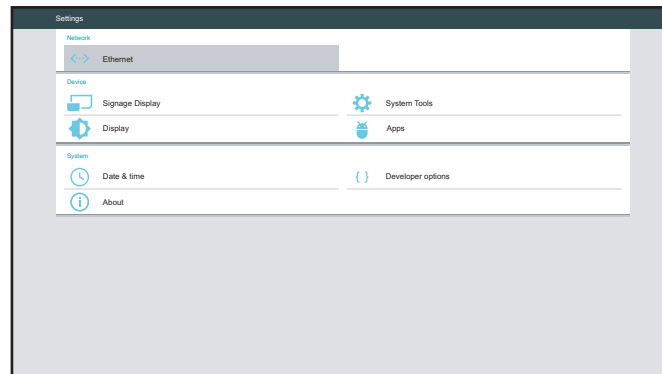 Settings
Network
Ethernet
Device
Signage Display
System Tools
Display
Apps
System
Date & time
{ } Developer options
About